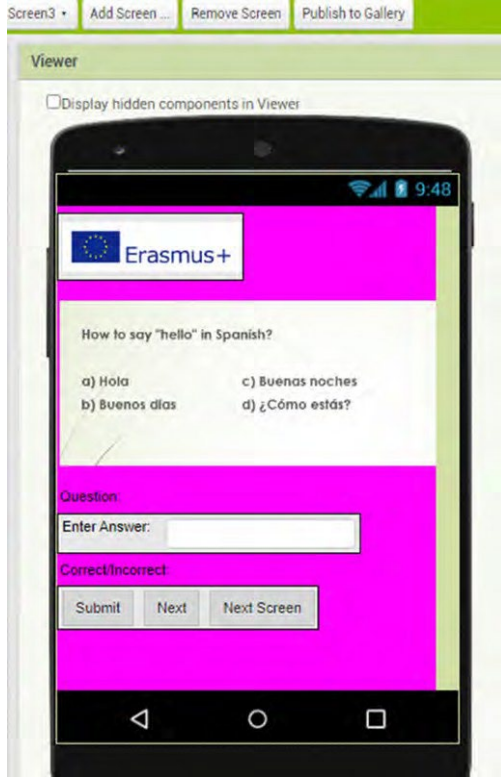 Screen3 • Add Screen ... Remove Screen Publish to Gallery
Viewer
Display hidden components in Viewer
9:48
Erasmus+
How to say "hello" in Spanish?
a) Hola c) Buenas noches
b) Buenos días d) ¿Cómo estás?
Question:
Enter Answer:
Correct/Incorrect:
Submit Next Next Screen